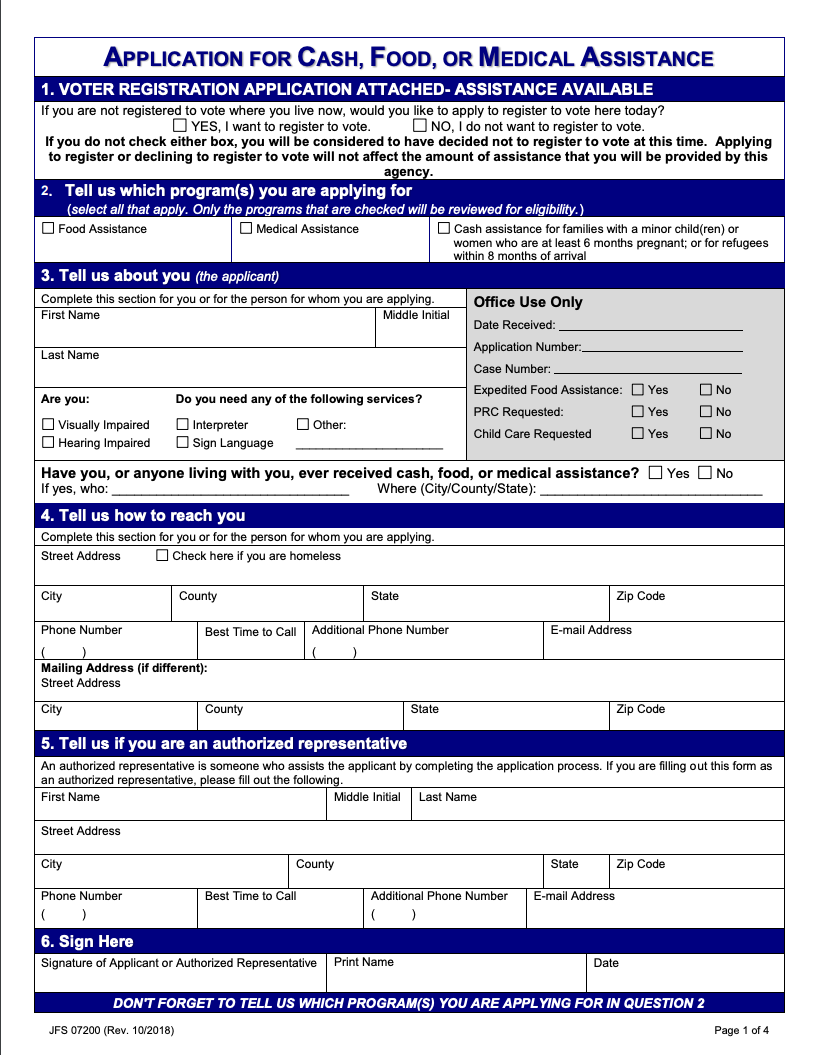 APPLICATION FOR CASH, FOOD, OR MEDICAL ASSISTANCE
1. VOTER REGISTRATION APPLICATION ATTACHED- ASSISTANCE AVAILABLE
If you are not registered to vote where you live now, would you like to apply to register to vote here today?
☐ YES, I want to register to vote. ☐ NO, I do not want to register to vote.
If you do not check either box, you will be considered to have decided not to register to vote at this time. Applying
to register or declining to register to vote will not affect the amount of assistance that you will be provided by this
agency.
2. Tell us which program(s) you are applying for
(select all that apply. Only the programs that are checked will be reviewed for eligibility.)
☐ Food Assistance ☐ Medical Assistance ☐ Cash assistance for families with a minor child(ren) or
women who are at least 6 months pregnant; or for refugees
within 8 months of arrival
3. Tell us about you (the applicant)
Complete this section for you or for the person for whom you are applying.
First Name Middle Initial
Last Name
Are you: Do you need any of the following services?
☐ Visually Impaired ☐ Interpreter ☐ Other:
☐ Hearing Impaired ☐ Sign Language ______________________
Office Use Only
Date Received: ____________________________
Application Number:_________________________
Case Number: _____________________________
Expedited Food Assistance: ☐ Yes ☐ No
PRC Requested: ☐ Yes ☐ No
Child Care Requested ☐ Yes ☐ No
Have you, or anyone living with you, ever received cash, food, or medical assistance? ☐ Yes ☐ No
If yes, who: ________________________________ Where (City/County/State): ______________________________
4. Tell us how to reach you
Complete this section for you or for the person for whom you are applying.
Street Address ☐ Check here if you are homeless
City County State Zip Code
Phone Number Best Time to Call Additional Phone Number E-mail Address
( ) ( )
Mailing Address (if different):
Street Address
City County State Zip Code
5. Tell us if you are an authorized representative
An authorized representative is someone who assists the applicant by completing the application process. If you are filling out this form as
an authorized representative, please fill out the following.
First Name Middle Initial Last Name
Street Address
City County State Zip Code
Phone Number Best Time to Call Additional Phone Number E-mail Address
( ) ( )
6. Sign Here
Signature of Applicant or Authorized Representative Print Name Date
DON'T FORGET TO TELL US WHICH PROGRAM(S) YOU ARE APPLYING FOR IN QUESTION 2
JFS 07200 (Rev. 10/2018) Page 1 of 4